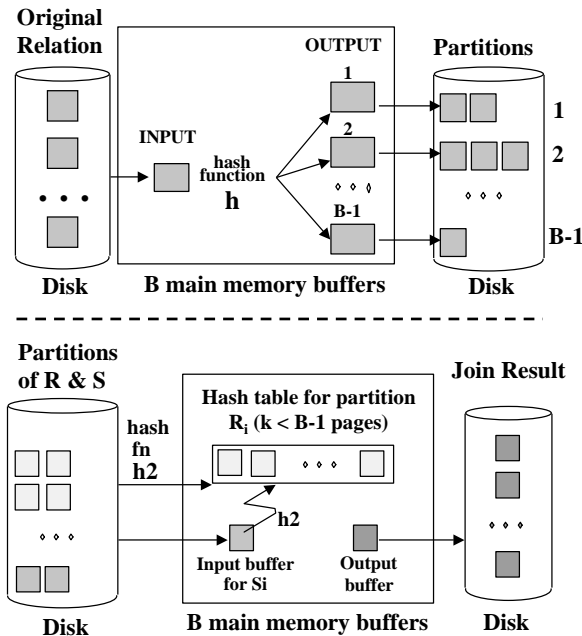 Original
Relation
OUTPUT
Partitions
1
INPUT
2
hash
function
h
B-1
1
2
B-1
Disk
B main memory buffers
Disk
Partitions
of R & S
Join Result
Hash table for partition
Ri (k < B-1 pages)
hash
fn
h2
h2
Input buffer
for Si
Output
buffer
Disk
B main memory buffers
Disk